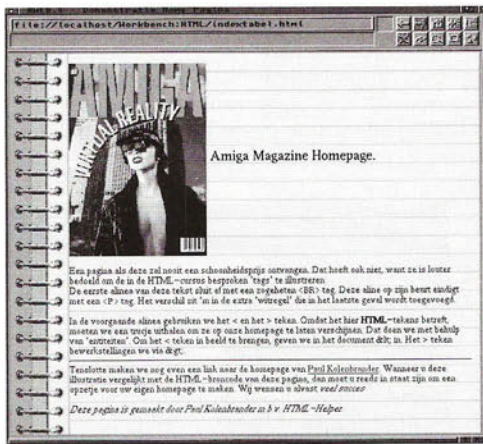 file://localhost/Workbench:HTML/indextabel.html
AMIGA
VIRTUAL REALITY
Amiga Magazine Homepage.
Een pagina als deze zal nooit een schoonheidsprijs ontvangen. Dat hoeft ook niet, want ze is louter
bedoeld om de in de HTML-cursus besproken 'tags' te illustreren
De eerste alinea van deze tekst sluit af met een zogeheten <BR> tag. Deze aline op zijn beurt eindigt
met een <P> tag. Het verschil zit 'm in de extra 'witregel' die in het laatste geval wordt toegevoegd.
In de voorgaande alinea gebruiken we het < en het > teken. Omdat het hier HTML-tekens betreft,
moeten we een truuk uithalen om ze op onze homepage te laten verschijnen. Dat doen we met behulp
van 'entiteiten'. Om het < teken in beeld te brengen, geven we in het document &lt; in. Het > teken
bewerkstellingen we via &gt;.
Tenslotte maken we nog even een link naar de homepage van Paul Kolenbrander. Wanneer u deze
illustratie vergelijkt met de HTML-broncode van deze pagina, dan moet u reeds in staat zijn om een
opzetje voor uw eigen homepage te maken. Wij wensen u alvast veel succes
Deze pagina is gemaakt door Paul Kolenbrander m.b.v. HTML-Helper